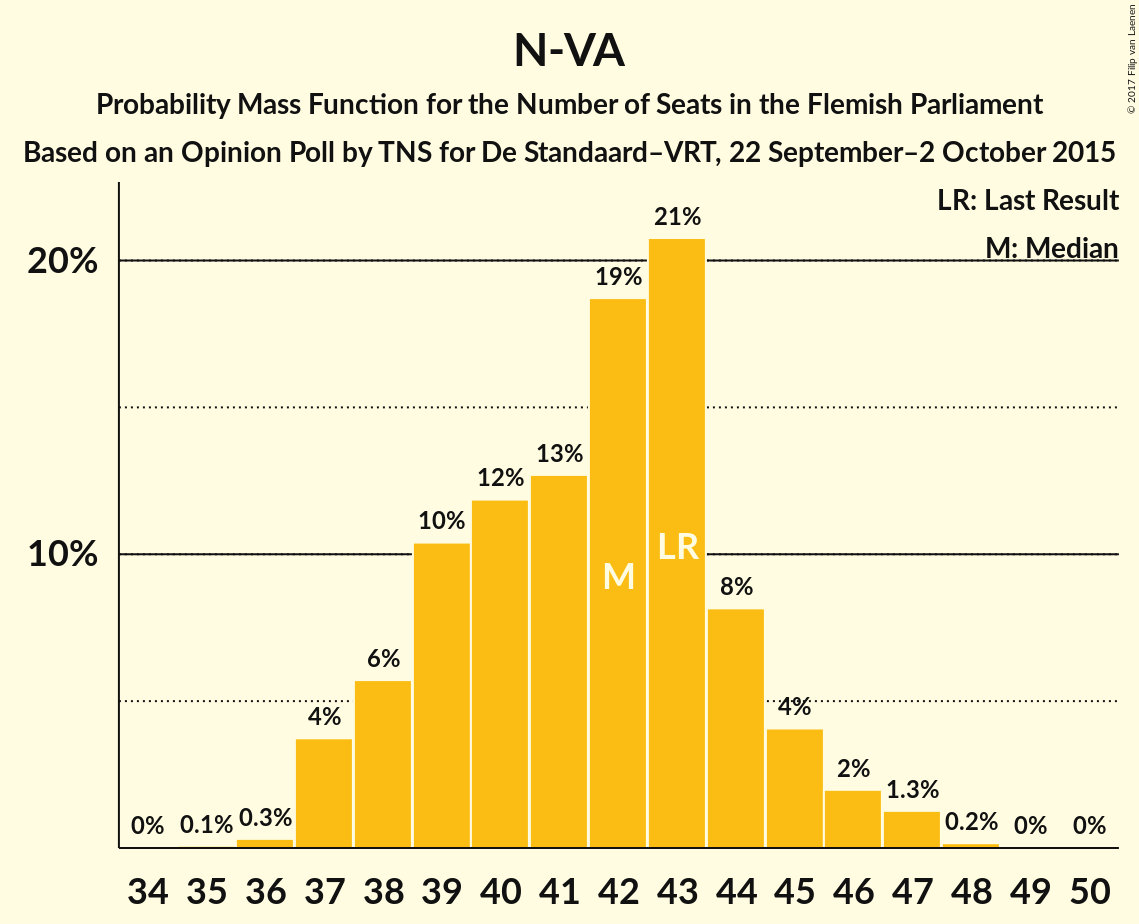 © 2017 Filip van Laenen
N-VA
Probability Mass Function for the Number of Seats in the Flemish Parliament
Based on an Opinion Poll by TNS for De Standaard–VRT, 22 September–2 October 2015
LR: Last Result
M: Median
20%
10%
0%
0.1%
0.3%
4%
6%
10%
12%
13%
19%
21%
8%
4%
2%
1.3%
0.2%
0%
0%
M
LR
34 35 36 37 38 39 40 41 42 43 44 45 46 47 48 49 50